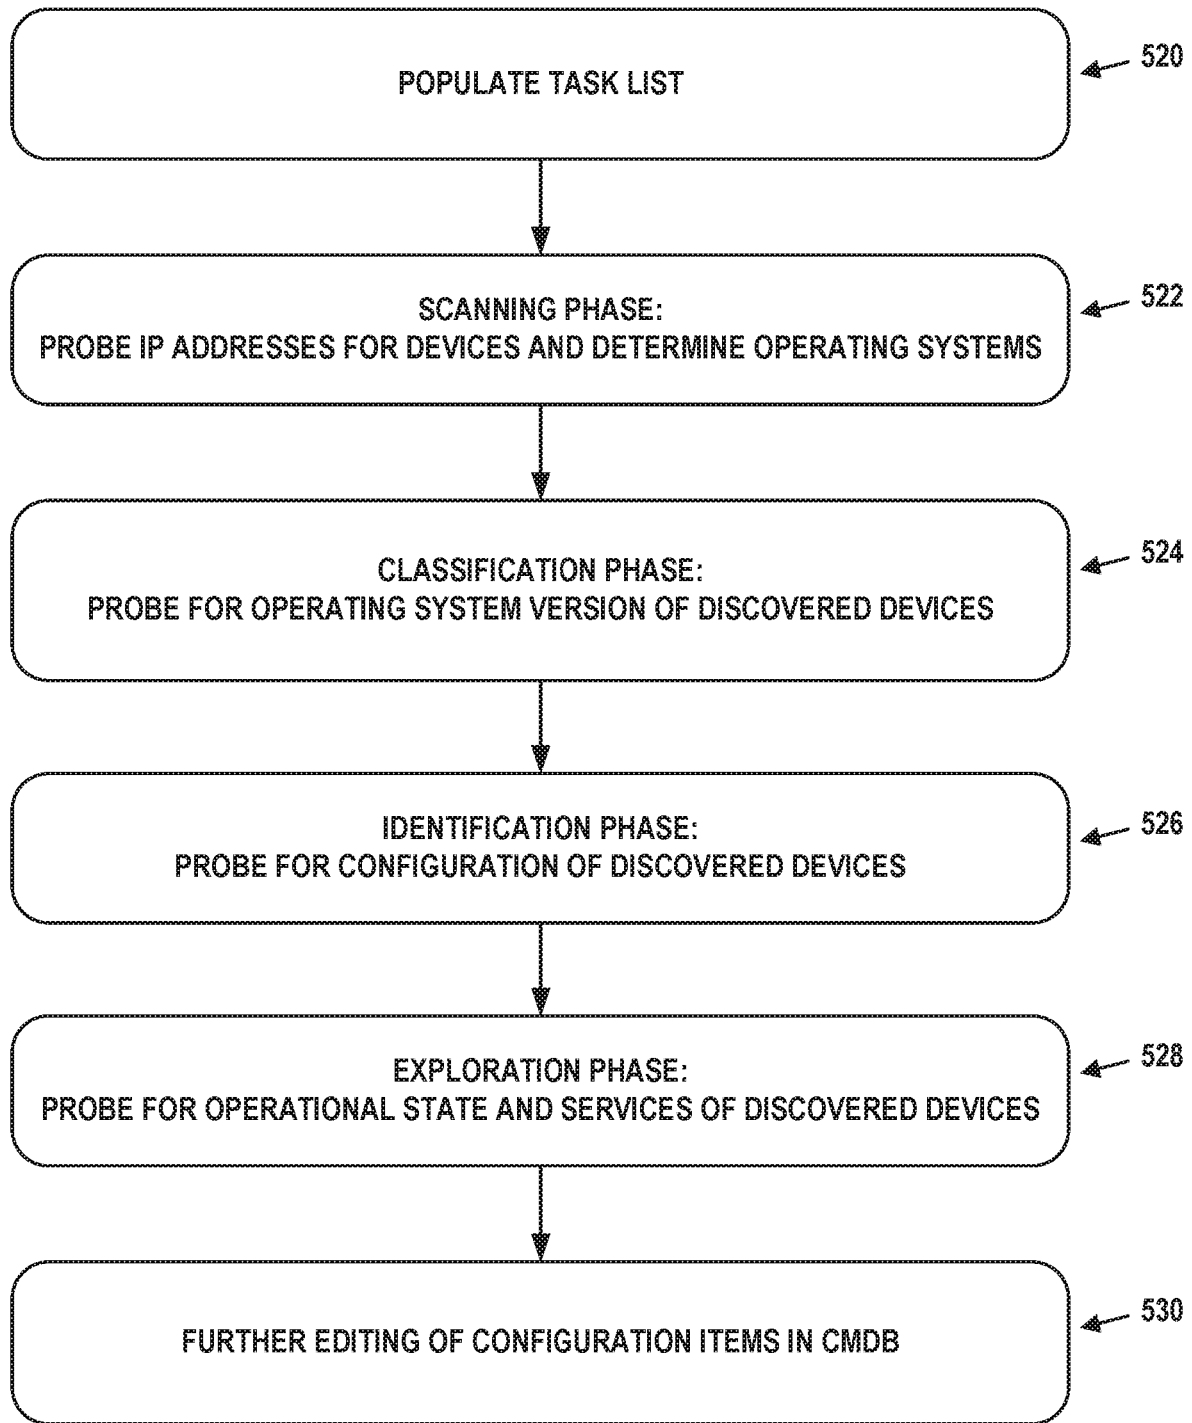 POPULATE TASK LIST
520
SCANNING PHASE:
PROBE IP ADDRESSES FOR DEVICES AND DETERMINE OPERATING SYSTEMS
522
CLASSIFICATION PHASE:
PROBE FOR OPERATING SYSTEM VERSION OF DISCOVERED DEVICES
524
IDENTIFICATION PHASE:
PROBE FOR CONFIGURATION OF DISCOVERED DEVICES
526
EXPLORATION PHASE:
PROBE FOR OPERATIONAL STATE AND SERVICES OF DISCOVERED DEVICES
528
FURTHER EDITING OF CONFIGURATION ITEMS IN CMDB
530